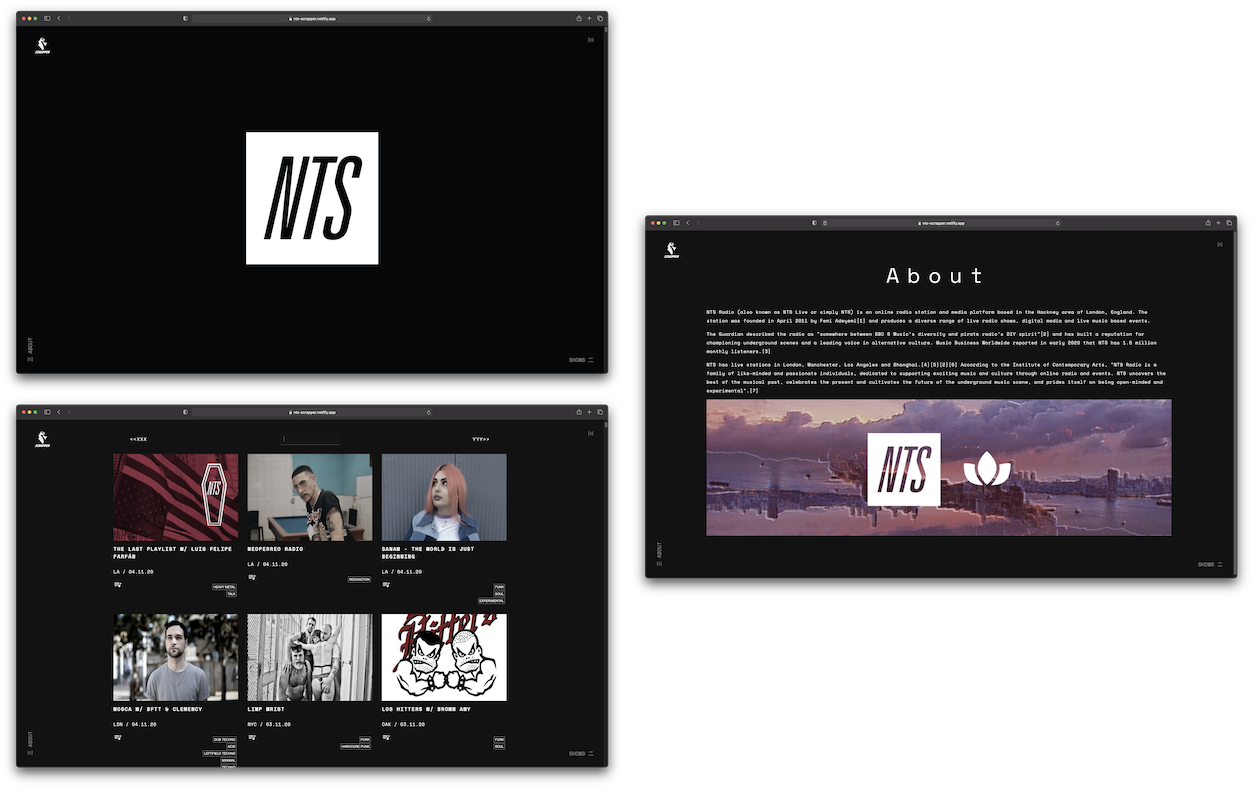 nts-scrapper.netlify.app
SCRAPPER
NTS
ABOUT
SHOWS
nts-scrapper.netlify.app
SCRAPPER
<<XXX
YYY>>
NTS
THE LAST PLAYLIST W/ LUIS FELIPE
FARFÁN
LA / 04.11.20
HEAVY METAL
TALK
NEOPERREO RADIO
LA / 04.11.20
REGGAETON
SANAM - THE WORLD IS JUST
BEGINNING
LA / 04.11.20
FUNK
SOUL
EXPERIMENTAL
MOSCA W/ BFTT & CLEMENCY
LDN / 04.11.20
DUB TECHNO
ACID
LEFTFIELD TECHNO
MINIMAL
TECHNO
LIMP WRIST
NYC / 03.11.20
PUNK
HARDCORE PUNK
LOS HITTERS W/ BROWN AMY
OAK / 03.11.20
FUNK
SOUL
ABOUT
SHOWS
nts-scrapper.netlify.app
SCRAPPER
About
NTS Radio (also known as NTS Live or simply NTS) is an online radio station and media platform based in the Hackney area of London, England. The
station was founded in April 2011 by Femi Adeyemi[1] and produces a diverse range of live radio shows, digital media and live music based events.
The Guardian described the radio as "somewhere between BBC 6 Music's diversity and pirate radio's DIY spirit"[2] and has built a reputation for
championing underground scenes and a leading voice in alternative culture. Music Business Worldwide reported in early 2020 that NTS has 1.5 million
monthly listeners.[3]
NTS has live stations in London, Manchester, Los Angeles and Shanghai.[4][5][2][6] According to the Institute of Contemporary Arts, "NTS Radio is a
family of like-minded and passionate individuals, dedicated to supporting exciting music and culture through online radio and events. NTS uncovers the
best of the musical past, celebrates the present and cultivates the future of the underground music scene, and prides itself on being open-minded and
experimental".[7]
NTS
ABOUT
SHOWS